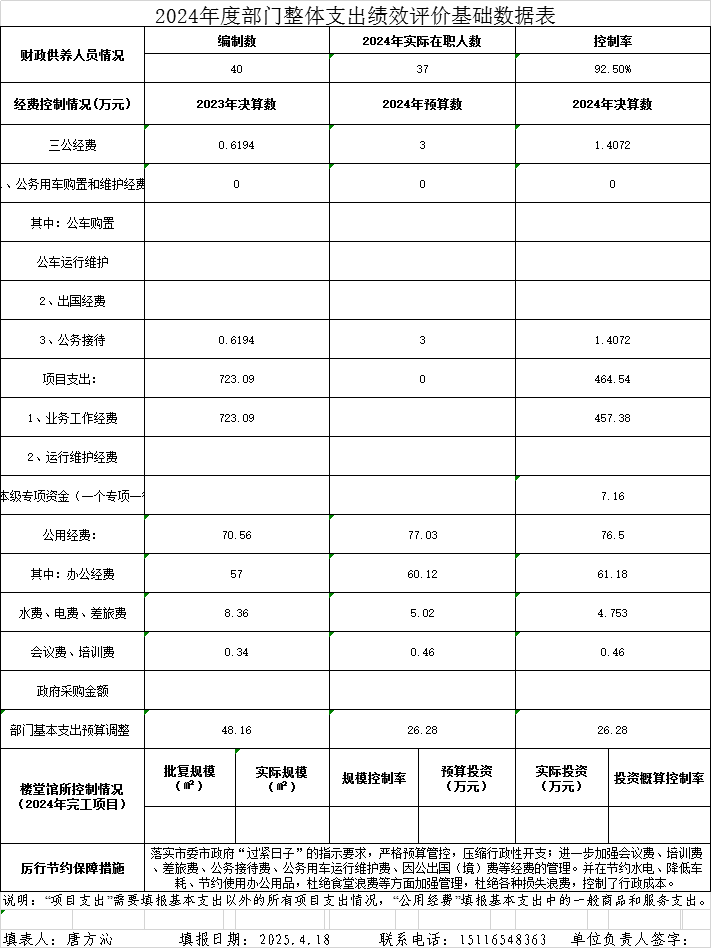 2024年度部门整体支出绩效评价基础数据表
财政供养人员情况 编制数 2024年实际在职人数 控制率
40 37 92.50%
经费控制情况(万元) 2023年决算数 2024年预算数 2024年决算数
三公经费 0.6194 3 1.4072
、公务用车购置和维护经费 0 0 0
其中：公车购置
公车运行维护
2、出国经费
3、公务接待 0.6194 3 1.4072
项目支出： 723.09 0 464.54
1、业务工作经费 723.09 457.38
2、运行维护经费
本级专项资金（一个专项一 7.16
公用经费： 70.56 77.03 76.5
其中：办公经费 57 60.12 61.18
水费、电费、差旅费 8.36 5.02 4.753
会议费、培训费 0.34 0.46 0.46
政府采购金额
部门基本支出预算调整 48.16 26.28 26.28
楼堂馆所控制情况（2024年完工项目） 批复规模（㎡） 实际规模（㎡） 规模控制率 预算投资（万元） 实际投资（万元） 投资概算控制率
厉行节约保障措施
落实市委市政府“过紧日子”的指示要求，严格预算管控，压缩行政性开支；进一步加强会议费、培训费
、差旅费、公务接待费、公务用车运行维护费、因公出国（境）费等经费的管理。并在节约水电、降低车
耗、节约使用办公用品，杜绝食堂浪费等方面加强管理，杜绝各种损失浪费，控制了行政成本。
说明：“项目支出”需要填报基本支出以外的所有项目支出情况，“公用经费”填报基本支出中的一般商品和服务支出。
填表人：唐方沁 填报日期：2025.4.18 联系电话：15116548363 单位负责人签字：